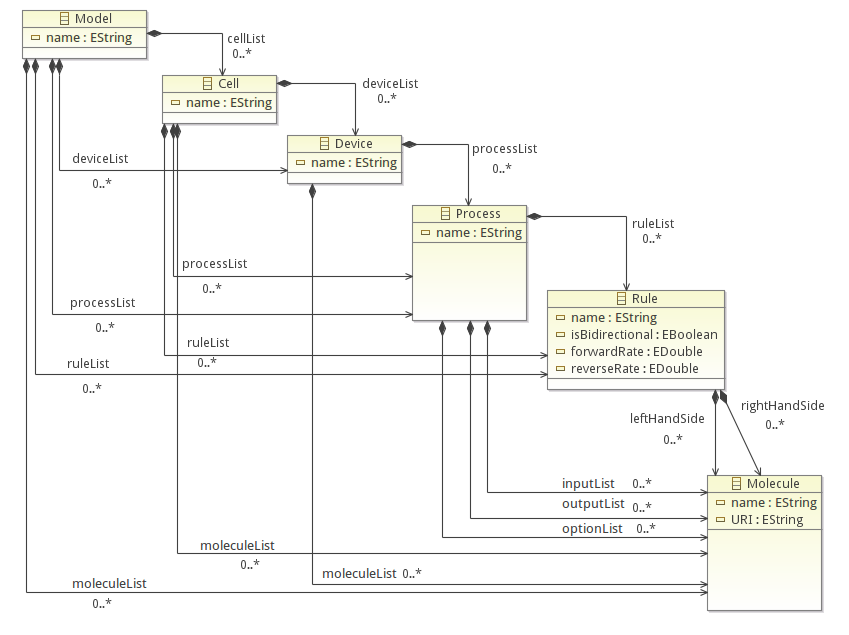 Model
name : EString
cellList
0..*
Cell
name : EString
deviceList
0..*
Device
name : EString
processList
0..*
deviceList
0..*
Process
name : EString
ruleList
0..*
processList
0..*
Rule
name : EString
isBidirectional : EBoolean
forwardRate : EDouble
reverseRate : EDouble
processList
0..*
ruleList
0..*
ruleList
0..*
leftHandSide
0..*
rightHandSide
0..*
Molecule
name : EString
URI : EString
inputList 0..*
outputList 0..*
optionList 0..*
moleculeList
0..*
moleculeList 0..*
moleculeList
0..*